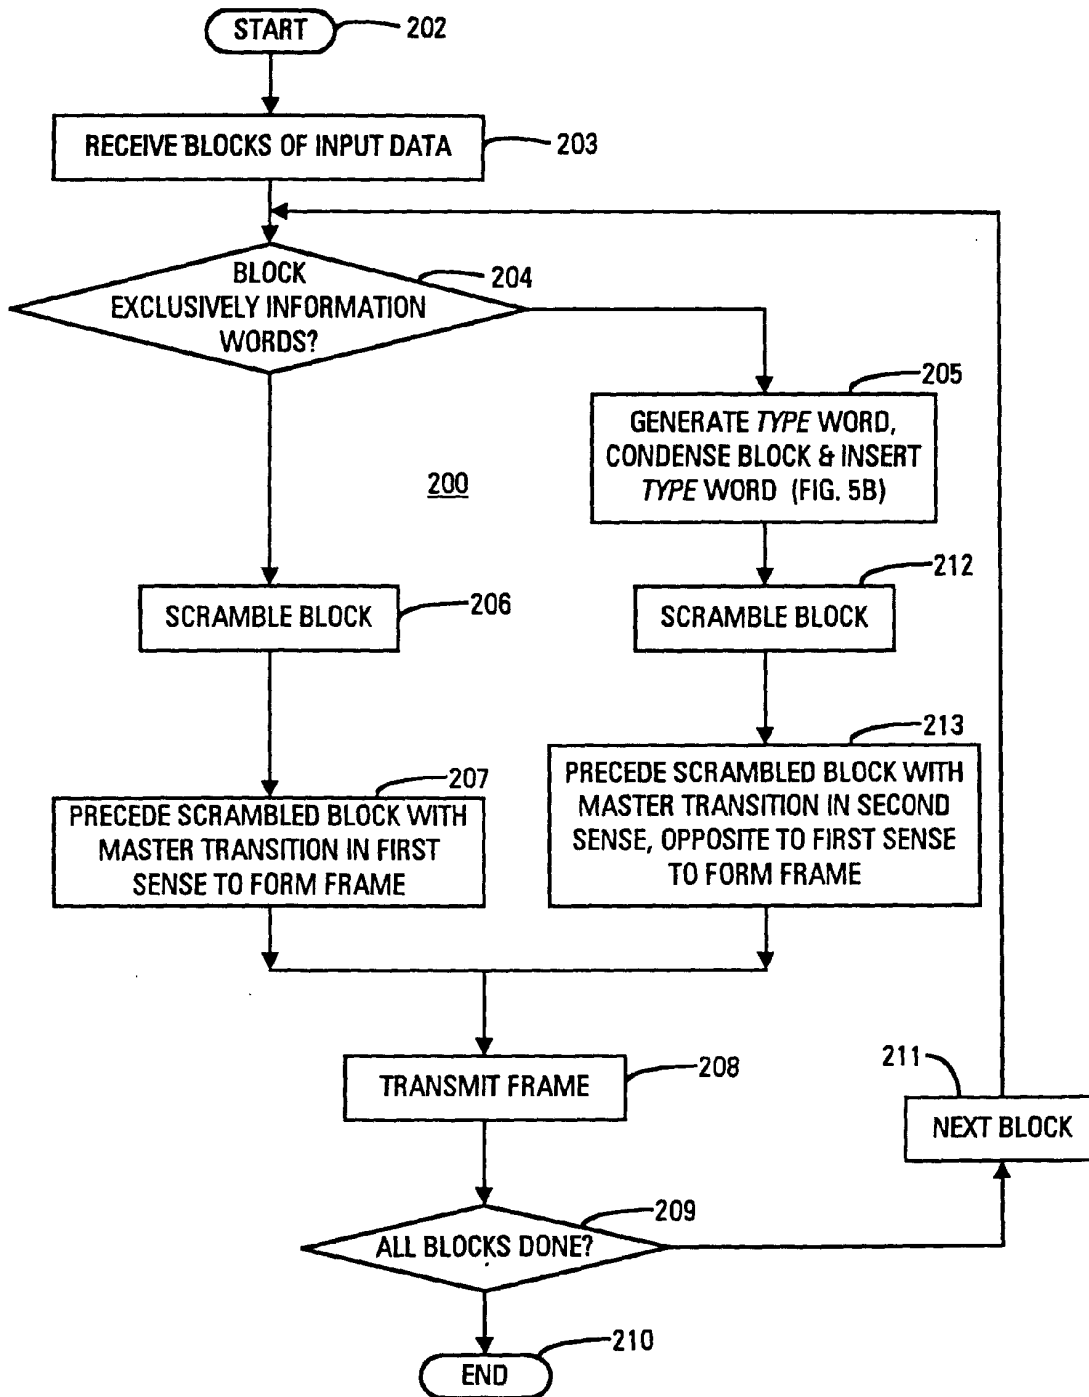 START
202
RECEIVE BLOCKS OF INPUT DATA
203
BLOCK
EXCLUSIVELY INFORMATION
WORDS?
204
205
GENERATE TYPE WORD,
CONDENSE BLOCK & INSERT
TYPE WORD (FIG. 5B)
200
SCRAMBLE BLOCK
206
212
SCRAMBLE BLOCK
207
PRECEDE SCRAMBLED BLOCK WITH
MASTER TRANSITION IN FIRST
SENSE TO FORM FRAME
213
PRECEDE SCRAMBLED BLOCK WITH
MASTER TRANSITION IN SECOND
SENSE, OPPOSITE TO FIRST SENSE
TO FORM FRAME
TRANSMIT FRAME
208
211
NEXT BLOCK
ALL BLOCKS DONE?
209
END
210